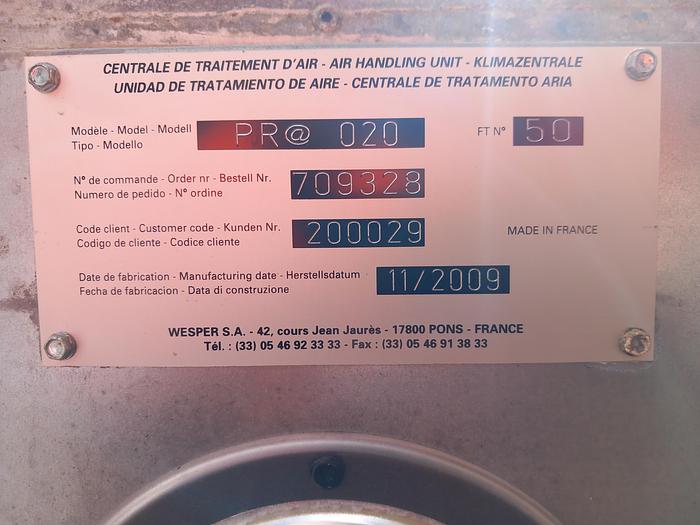 CENTRALE DE TRAITEMENT D'AIR - AIR HANDLING UNIT - KLIMAZENTRALE
UNIDAD DE TRATAMIENTO DE AIRE - CENTRALE DE TRATAMENTO ARIA
Modèle - Model - Modell PR@ 020 FT N° 50
Tipo - Modello
N° de commande - Order nr - Bestell Nr. 709328
Numero de pedido - N° ordine
Code client - Customer code - Kunden Nr. 200029 MADE IN FRANCE
Codigo de cliente - Codice cliente
Date de fabrication - Manufacturing date - Herstellsdatum 11/2009
Fecha de fabricacion - Data di construzione
WESPER S.A. - 42, cours Jean Jaurès - 17800 PONS - FRANCE
Tél. : (33) 05 46 92 33 33 - Fax : (33) 05 46 91 38 33